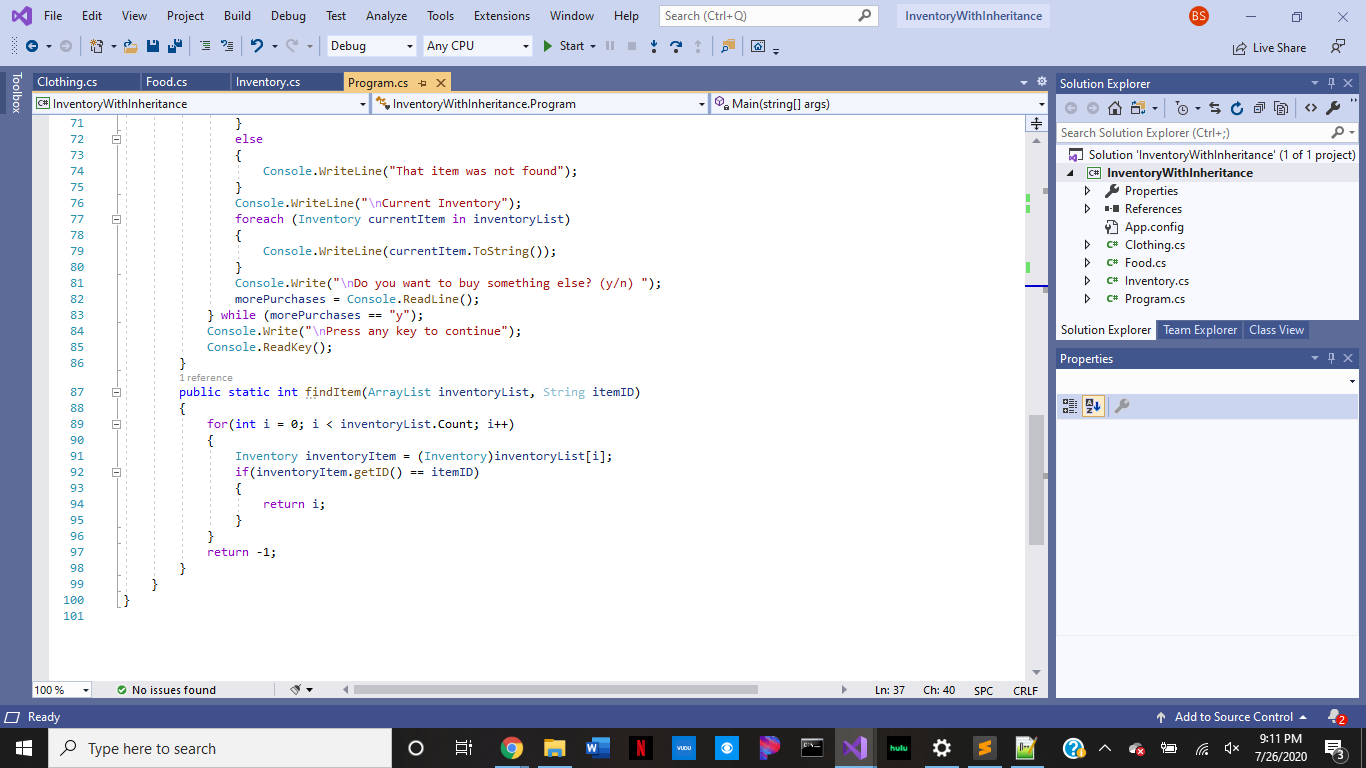 File Edit View Project Build Debug Test Analyze Tools Extensions Window Help Search (Ctrl+Q) InventoryWithInheritance BS
Debug Any CPU Start Live Share
Toolbox
Clothing.cs Food.cs Inventory.cs Program.cs
C# InventoryWithInheritance InventoryWithInheritance.Program Main(string[] args)
71 }
72 else
73 {
74 Console.WriteLine("That item was not found");
75 }
76 Console.WriteLine("\nCurrent Inventory");
77 foreach (Inventory currentItem in inventoryList)
78 {
79 Console.WriteLine(currentItem.ToString());
80 }
81 Console.Write("\nDo you want to buy something else? (y/n) ");
82 morePurchases = Console.ReadLine();
83 } while (morePurchases == "y");
84 Console.Write("\nPress any key to continue");
85 Console.ReadKey();
86 }
1 reference
87 public static int findItem(ArrayList inventoryList, String itemID)
88 {
89 for(int i = 0; i < inventoryList.Count; i++)
90 {
91 Inventory inventoryItem = (Inventory)inventoryList[i];
92 if(inventoryItem.getID() == itemID)
93 {
94 return i;
95 }
96 }
97 return -1;
98 }
99 }
100 }
101
100 % No issues found Ln: 37 Ch: 40 SPC CRLF
Solution Explorer
Search Solution Explorer (Ctrl+;)
Solution 'InventoryWithInheritance' (1 of 1 project)
C# InventoryWithInheritance
Properties
References
App.config
C# Clothing.cs
C# Food.cs
C# Inventory.cs
C# Program.cs
Solution Explorer Team Explorer Class View
Properties
Ready Add to Source Control 2
Type here to search W N VUDU hulu 9:11 PM
7/26/2020 3